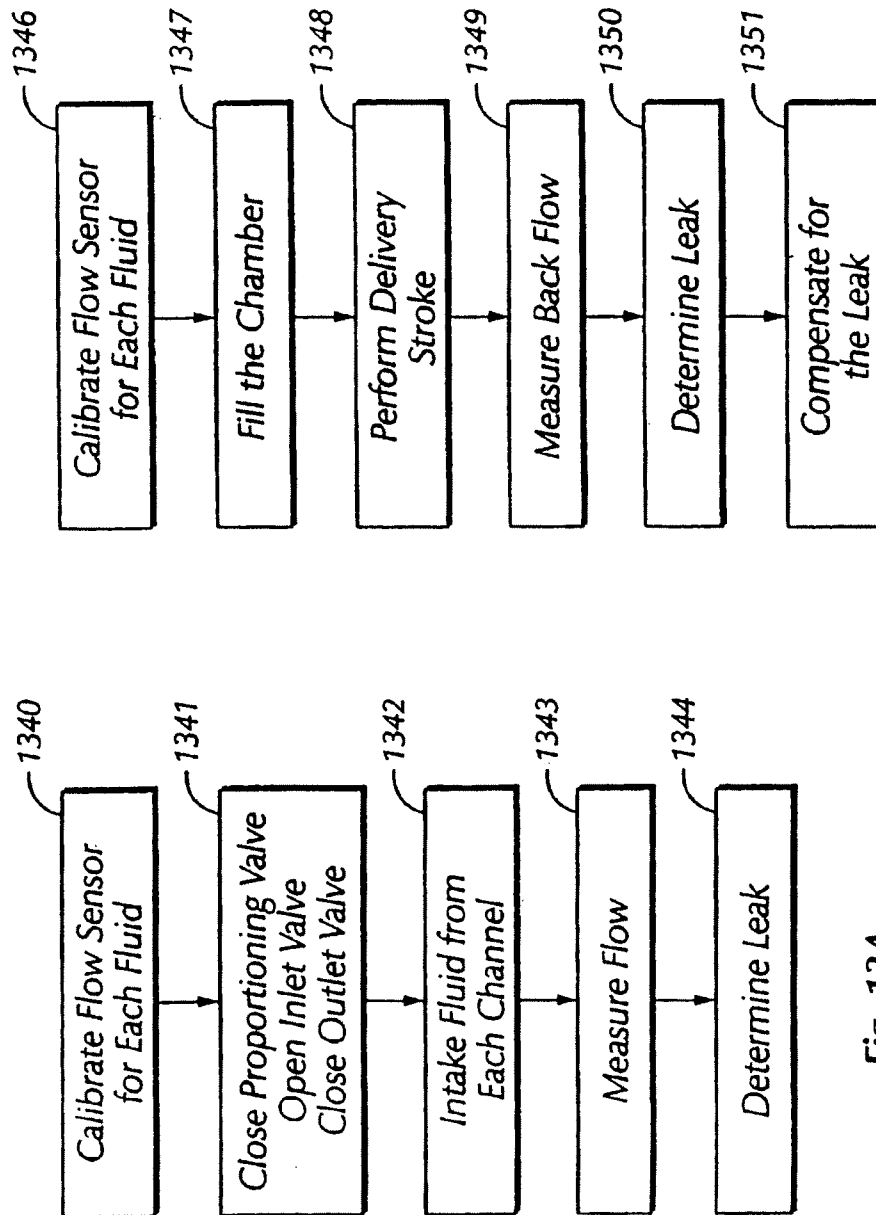 1340
Calibrate Flow Sensor
for Each Fluid
1341
Close Proportioning Valve
Open Inlet Valve
Close Outlet Valve
1342
Intake Fluid from
Each Channel
1343
Measure Flow
1344
Determine Leak
Fig.
1346
Calibrate Flow Sensor
for Each Fluid
1347
Fill the Chamber
1348
Perform Delivery
Stroke
1349
Measure Back Flow
1350
Determine Leak
1351
Compensate for
the Leak